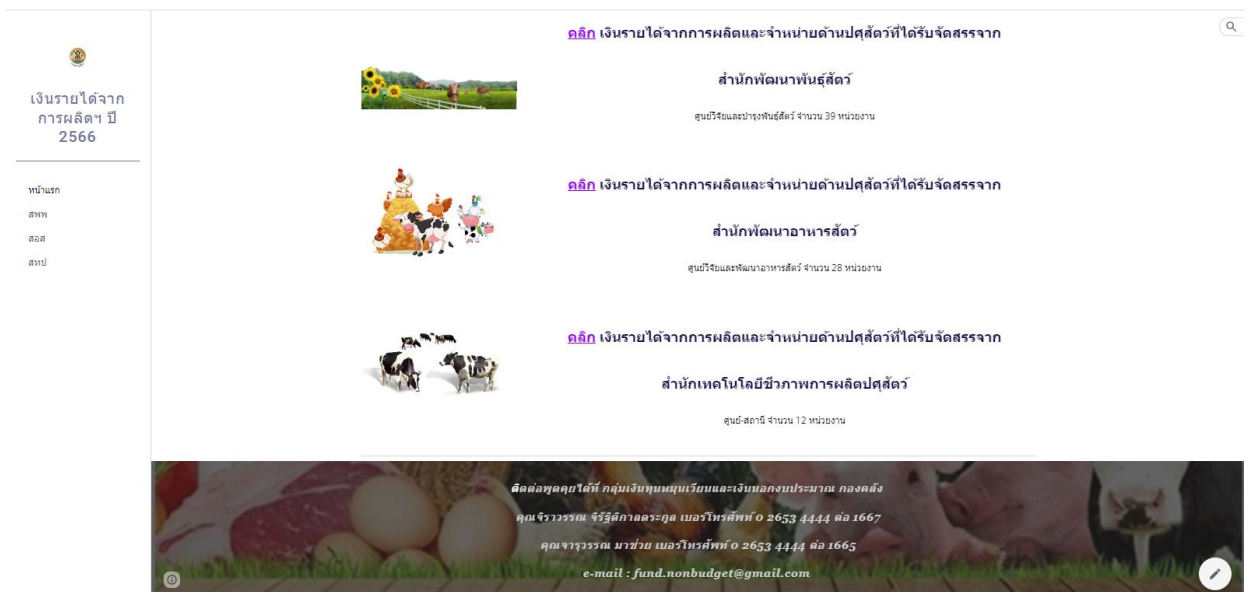 เงินรายได้จาก
การผลิตฯ ปี
2566
หน้าแรก
สพพ
สอส
สทป
คลิก เงินรายได้จากการผลิตและจำหน่ายด้านปศุสัตว์ที่ได้รับจัดสรรจาก
สำนักพัฒนาพันธุ์สัตว์
ศูนย์วิจัยและบำรุงพันธุ์สัตว์ จำนวน 39 หน่วยงาน
คลิก เงินรายได้จากการผลิตและจำหน่ายด้านปศุสัตว์ที่ได้รับจัดสรรจาก
สำนักพัฒนาอาหารสัตว์
ศูนย์วิจัยและพัฒนาอาหารสัตว์ จำนวน 28 หน่วยงาน
คลิก เงินรายได้จากการผลิตและจำหน่ายด้านปศุสัตว์ที่ได้รับจัดสรรจาก
สำนักเทคโนโลยีชีวภาพการผลิตปศุสัตว์
ศูนย์-สถานี จำนวน 12 หน่วยงาน
ติดต่อพูดคุยได้ที่ กลุ่มเงินทุนหมุนเวียนและเงินนอกงบประมาณ กองคลัง
คุณจิราวรรณ จิรัฐิติกาลตระกูล เบอร์โทรศัพท์ 0 2653 4444 ต่อ 1667
คุณจารุวรรณ มาช่วย เบอร์โทรศัพท์ 0 2653 4444 ต่อ 1665
e-mail : fund.nonbudget@gmail.com